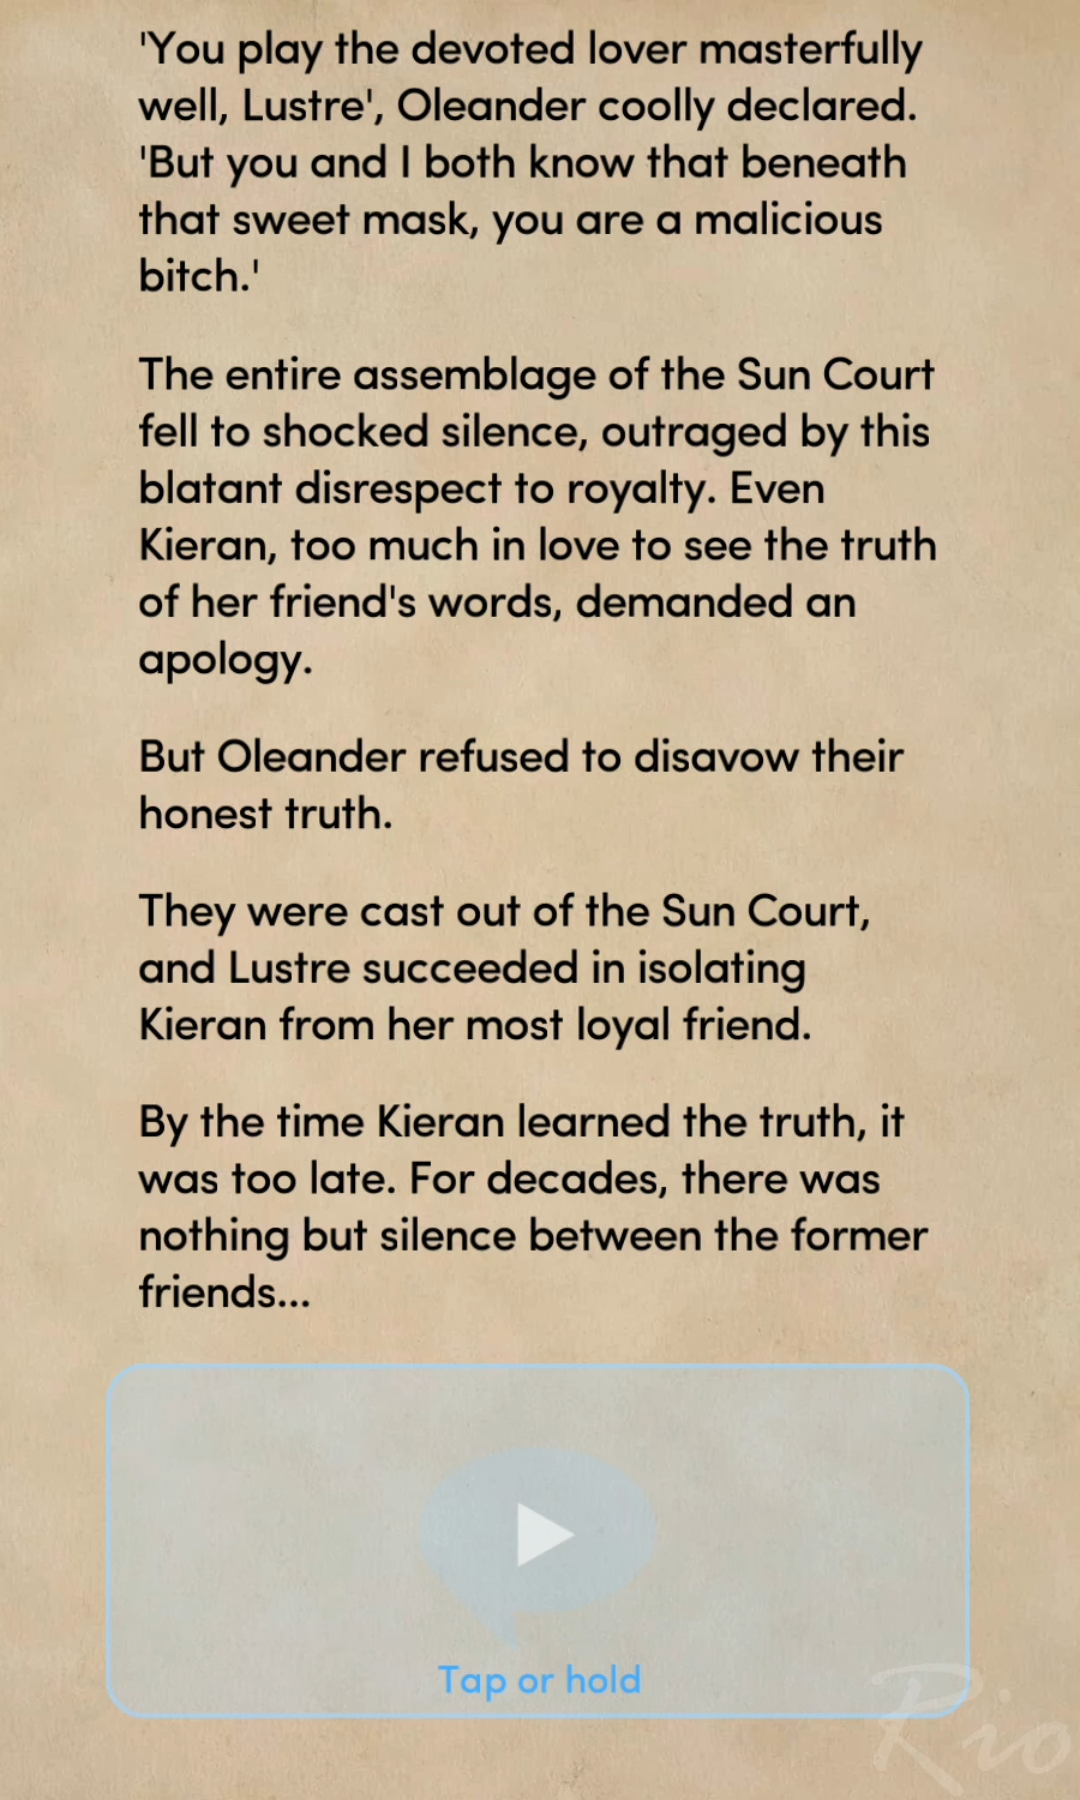 'You play the devoted lover masterfully
well, Lustre', Oleander coolly declared.
'But you and I both know that beneath
that sweet mask, you are a malicious
bitch.'
The entire assemblage of the Sun Court
fell to shocked silence, outraged by this
blatant disrespect to royalty. Even
Kieran, too much in love to see the truth
of her friend's words, demanded an
apology.
But Oleander refused to disavow their
honest truth.
They were cast out of the Sun Court,
and Lustre succeeded in isolating
Kieran from her most loyal friend.
By the time Kieran learned the truth, it
was too late. For decades, there was
nothing but silence between the former
friends...
Tap or hold
Rio